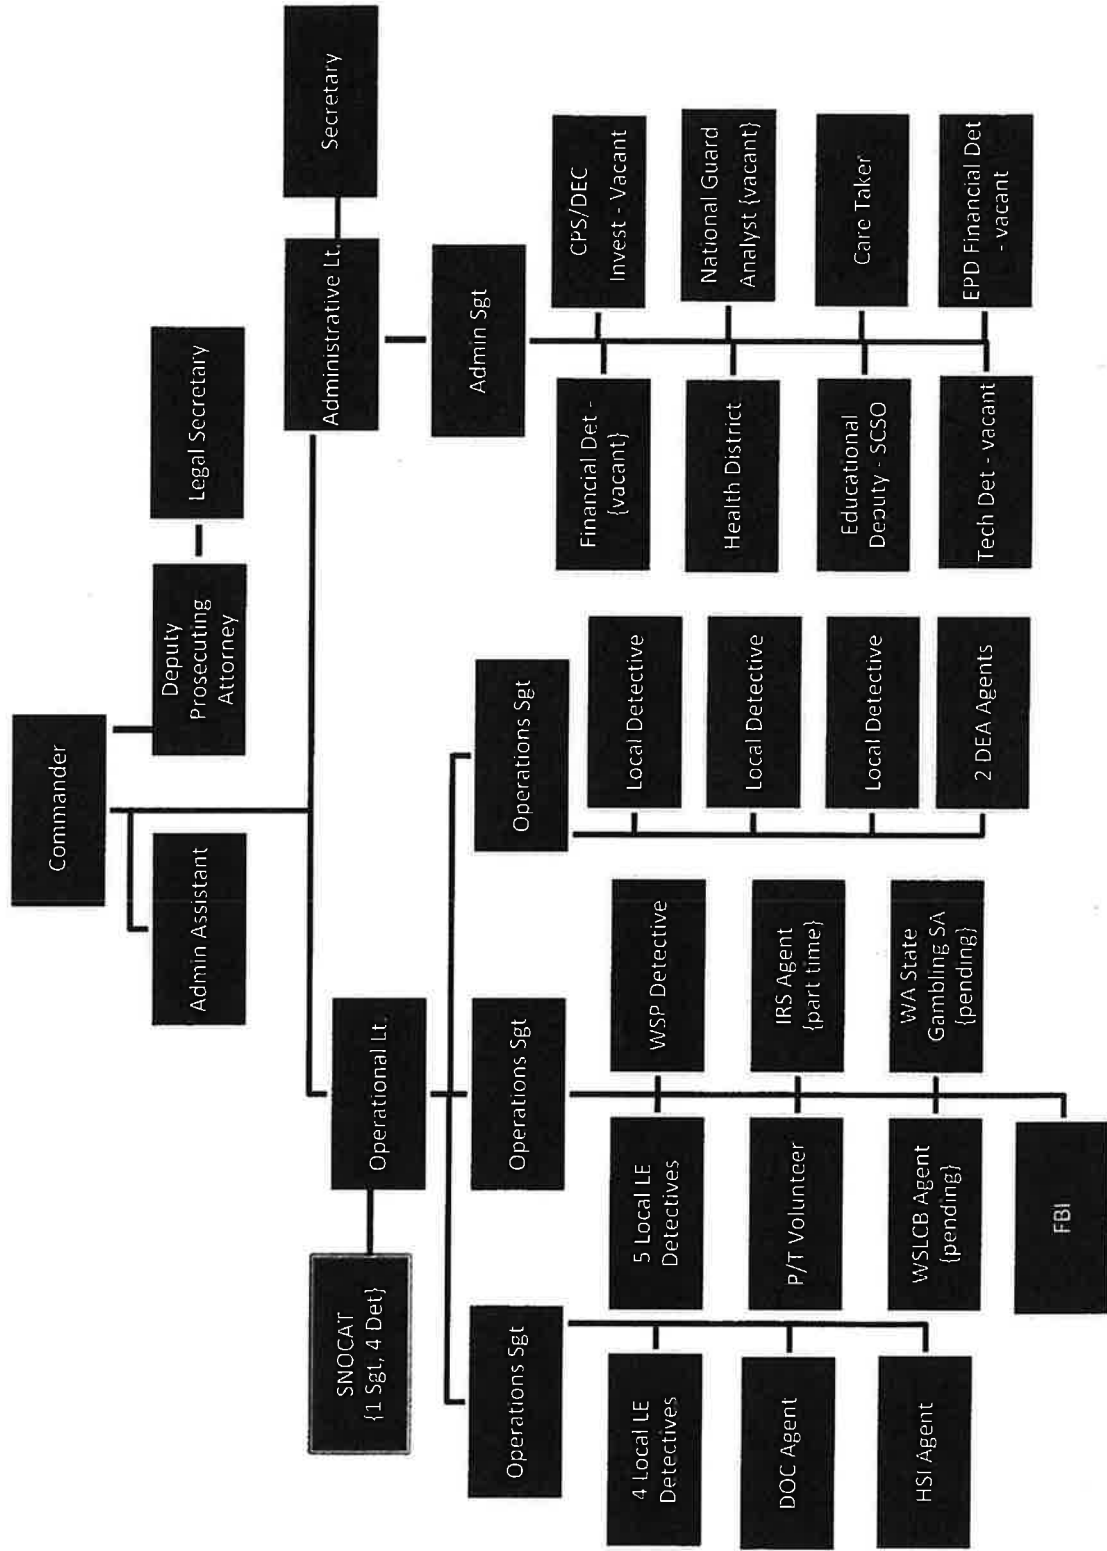 Commander
Admin Assistant
Deputy
Prosecuting
Attorney
Legal Secretary
SNOCAT
{1 Sgt, 4 Det}
Operational Lt.
Administrative Lt.
Secretary
Operations Sgt
4 Local LE
Detectives
DOC Agent
HSI Agent
Operations Sgt
5 Local LE
Detectives
WSP Detective
P/T Volunteer
IRS Agent
{part time}
WSLCB Agent
{pending}
WA State
Gambling SA
{pending}
FBI
Operations Sgt
Local Detective
Local Detective
Local Detective
2 DEA Agents
Admin Sgt
Financial Det -
{vacant}
CPS/DEC
Invest - Vacant
Health District
National Guard
Analyst {vacant}
Educational
Deputy - SCSO
Care Taker
Tech Det - vacant
EPD Financial Det
- vacant